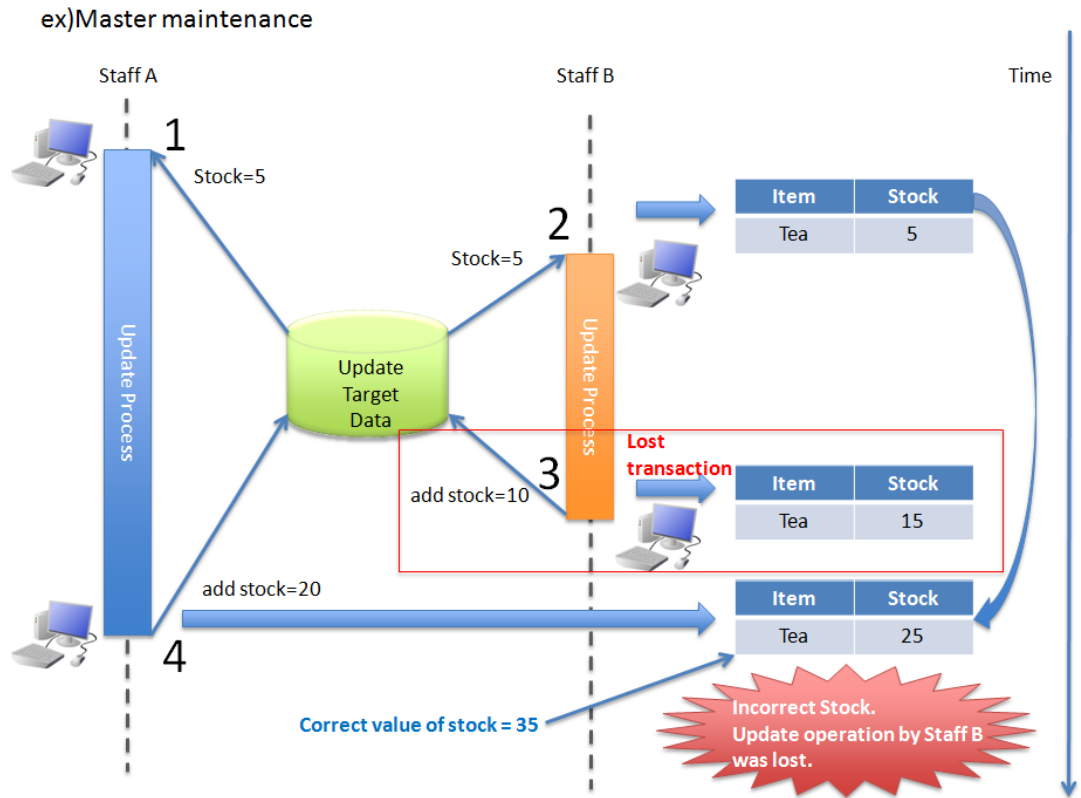 ex)Master maintenance
Staff A
Staff B
Time
1
Stock=5
2
Stock=5
Item Stock
Tea 5
Update Process
Update
Target
Data
Update Process
Lost
transaction
3
add stock=10
Item Stock
Tea 15
add stock=20
4
Item Stock
Tea 25
Correct value of stock = 35
Incorrect Stock.
Update operation by Staff B
was lost.